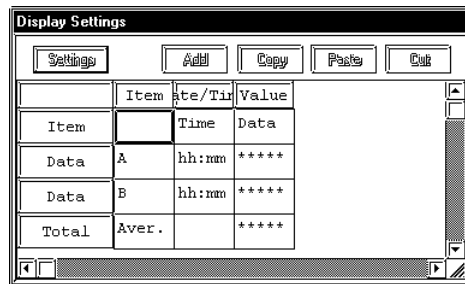 Display Settings
Settings Add Copy Paste Cut
Item ate/Tir Value
Item Time Data
Data A hh:mm *****
Data B hh:mm *****
Total Aver. *****